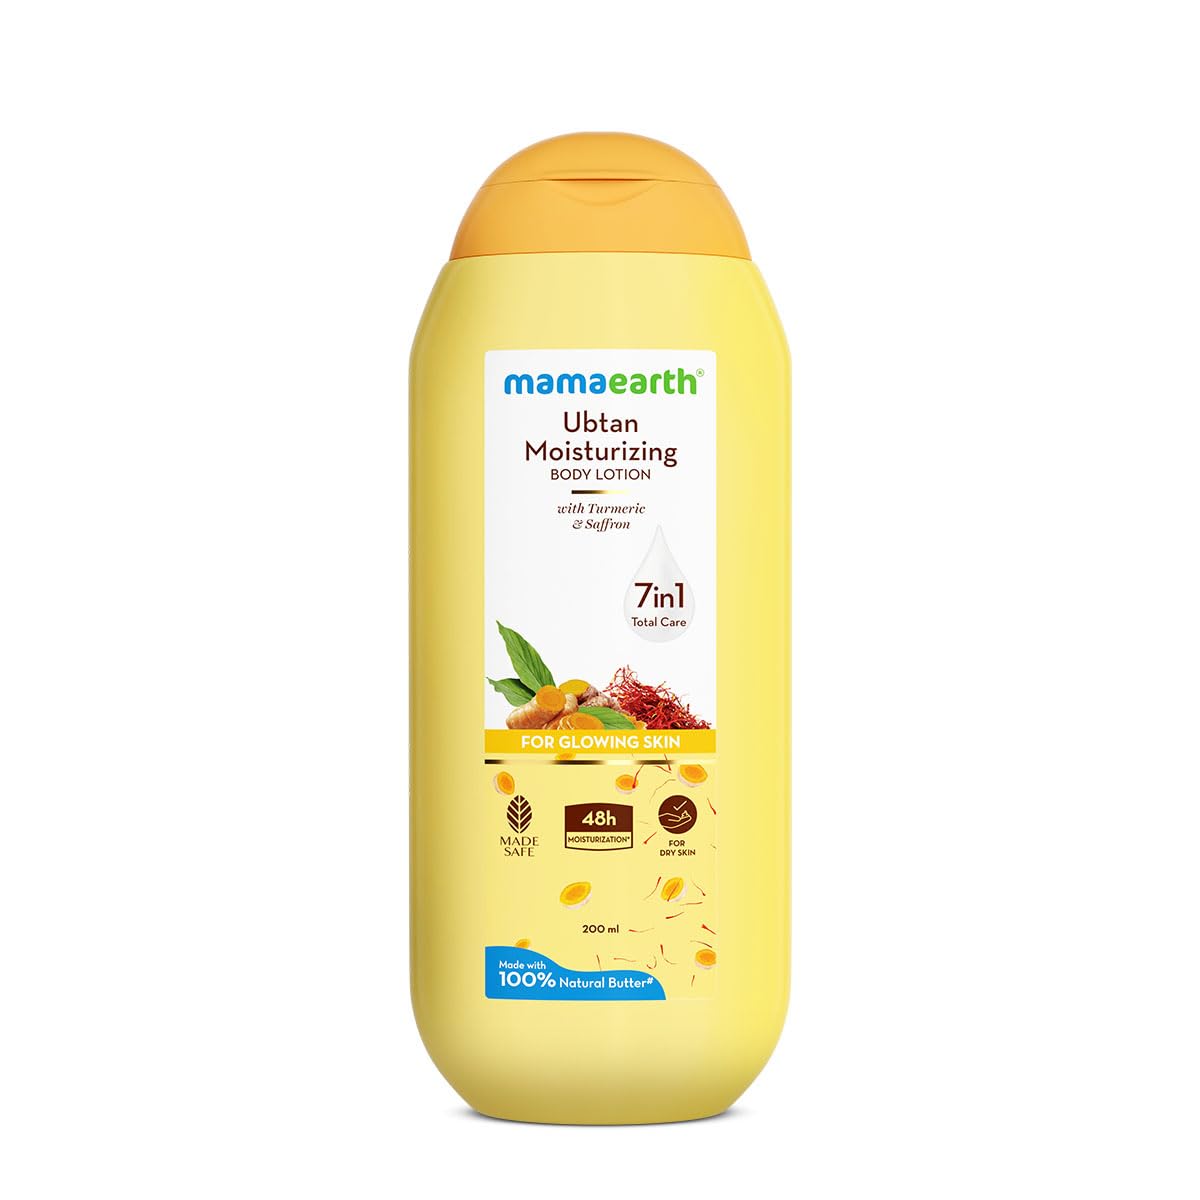 mamaearth®
Ubtan
Moisturizing
BODY LOTION
with Turmeric
& Saffron
7in1
Total Care
FOR GLOWING SKIN
MADE
SAFE
48h
MOISTURIZATION*
FOR
DRY SKIN
200 ml
Made with
100% Natural Butter#